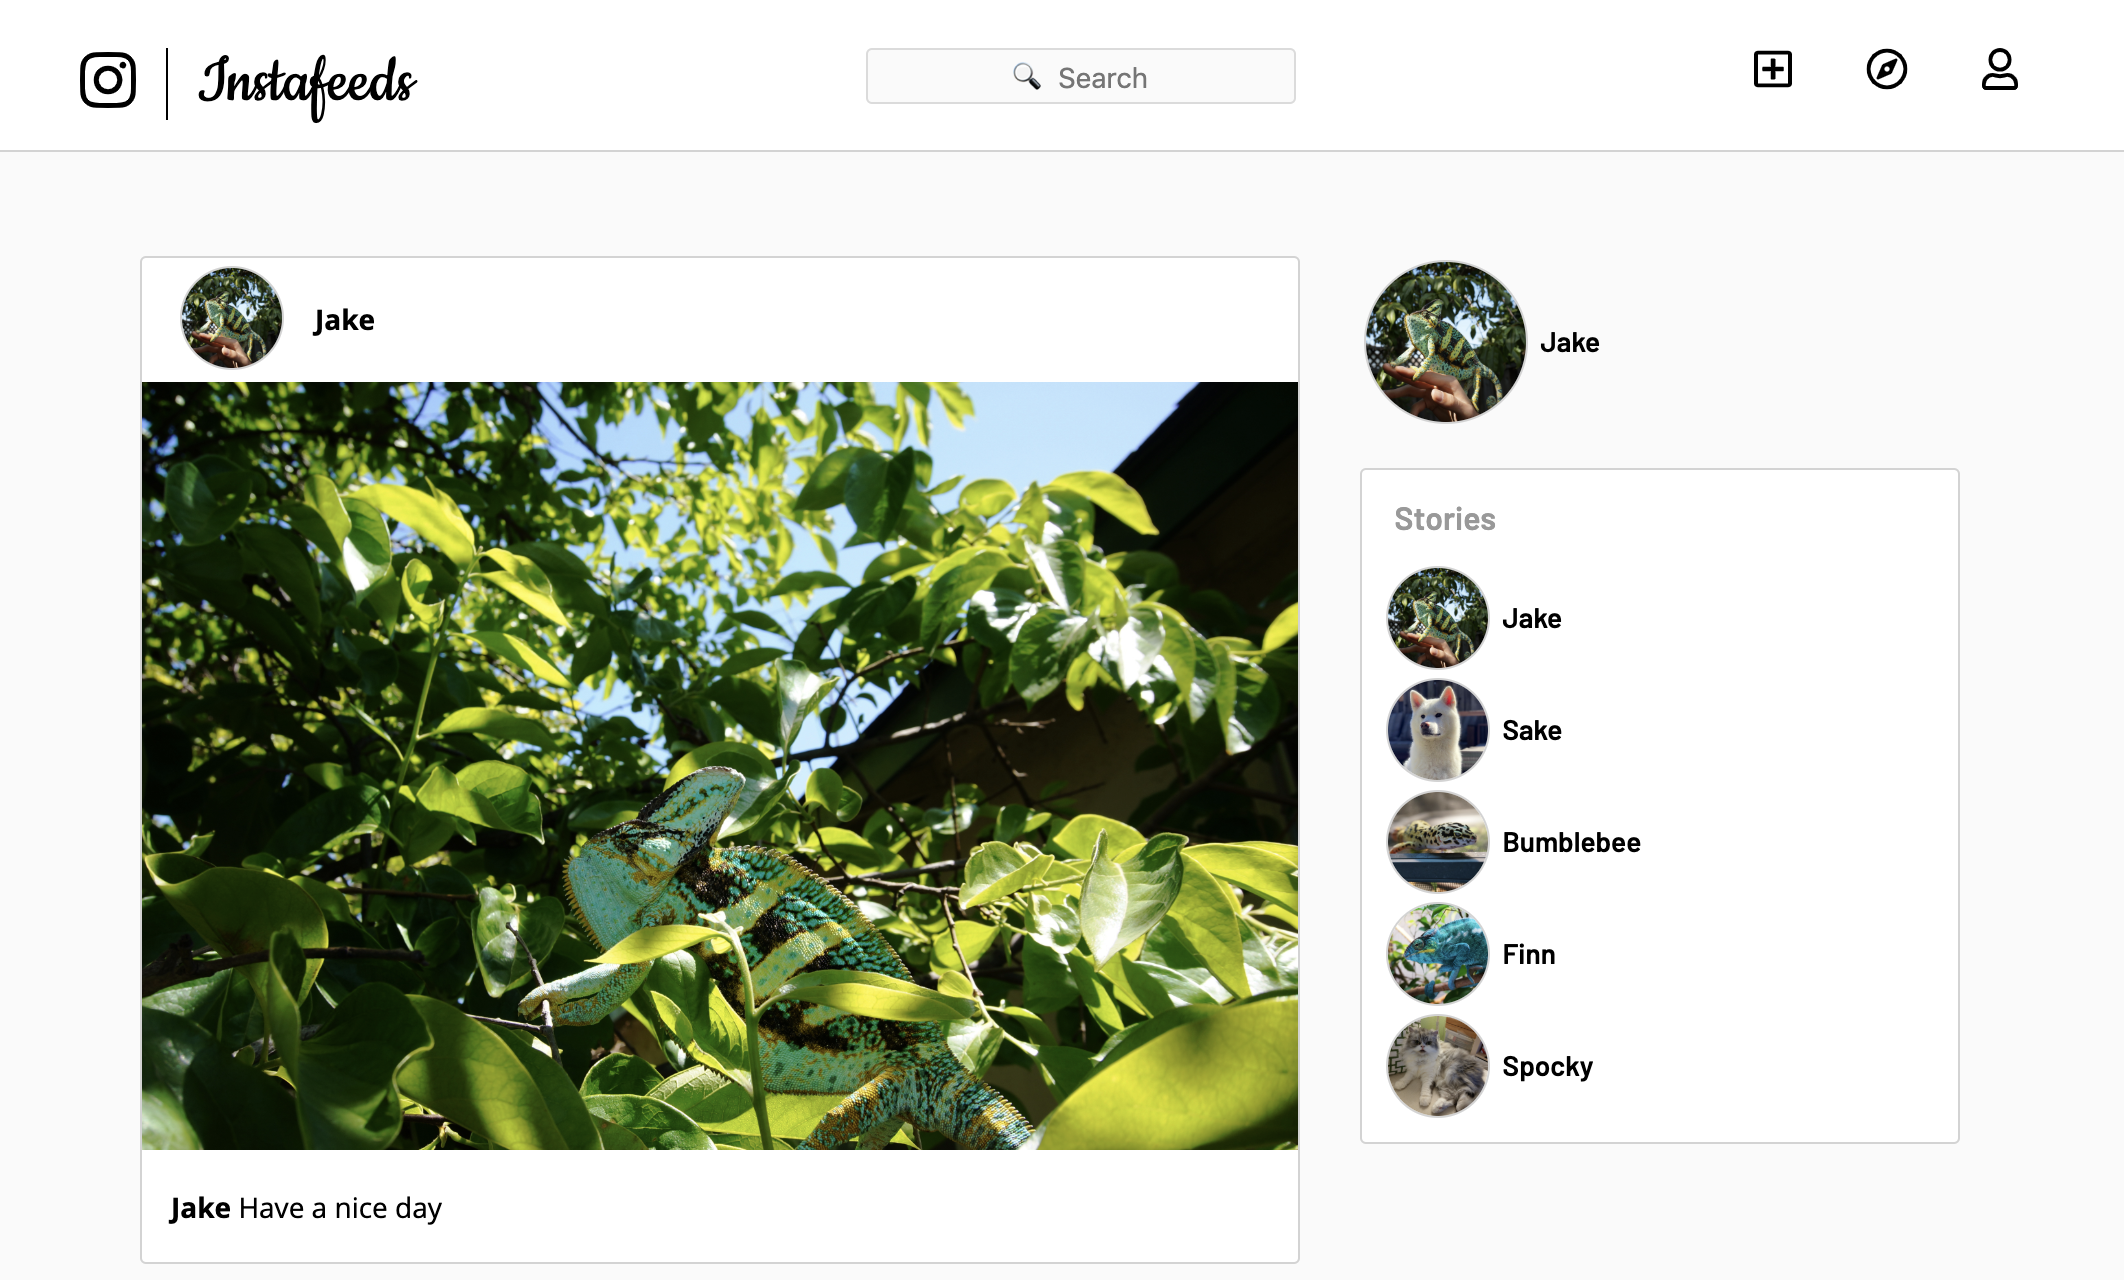 Instafeeds
Search
Jake
Jake Have a nice day
Jake
Stories
Jake
Sake
Bumblebee
Finn
Spocky